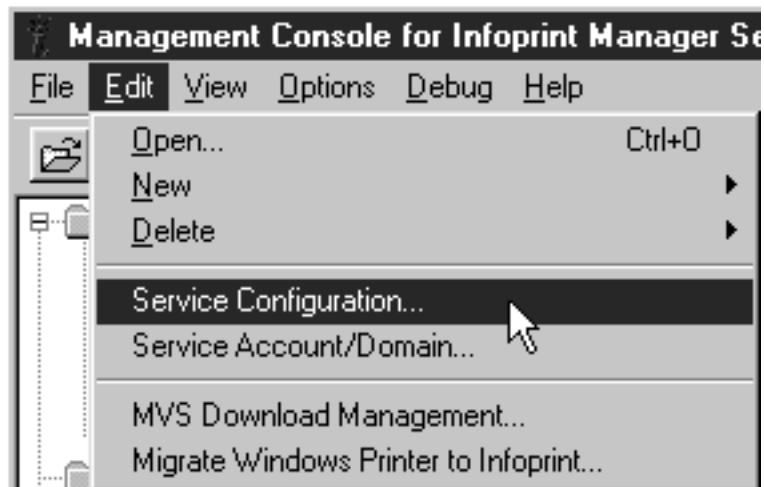 Management Console for Infoprint Manager Se
File Edit View Options Debug Help
Open... Ctrl+O
New
Delete
Service Configuration...
Service Account/Domain...
MVS Download Management...
Migrate Windows Printer to Infoprint...